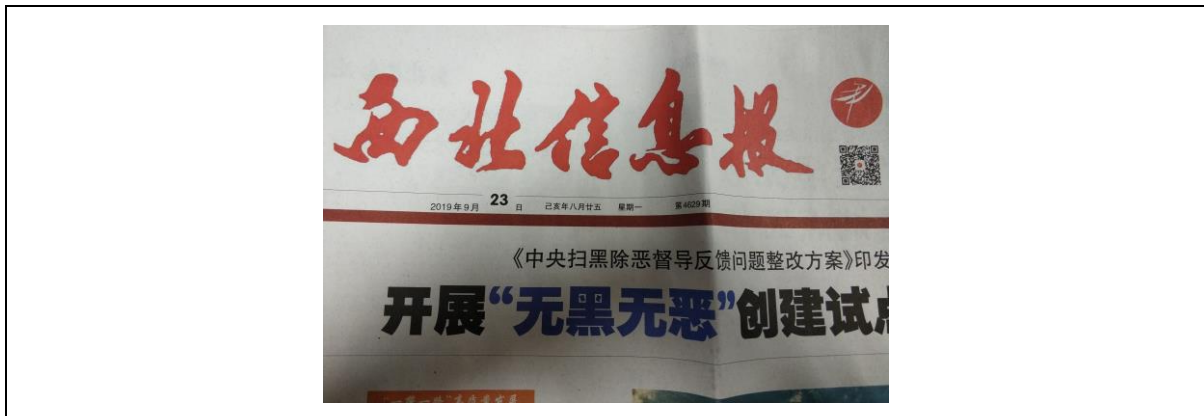 西北信息报
2019年9月 23 日 己亥年八月廿五 星期一 第4629期
《中央扫黑除恶督导反馈问题整改方案》印发
开展“无黑无恶”创建试点